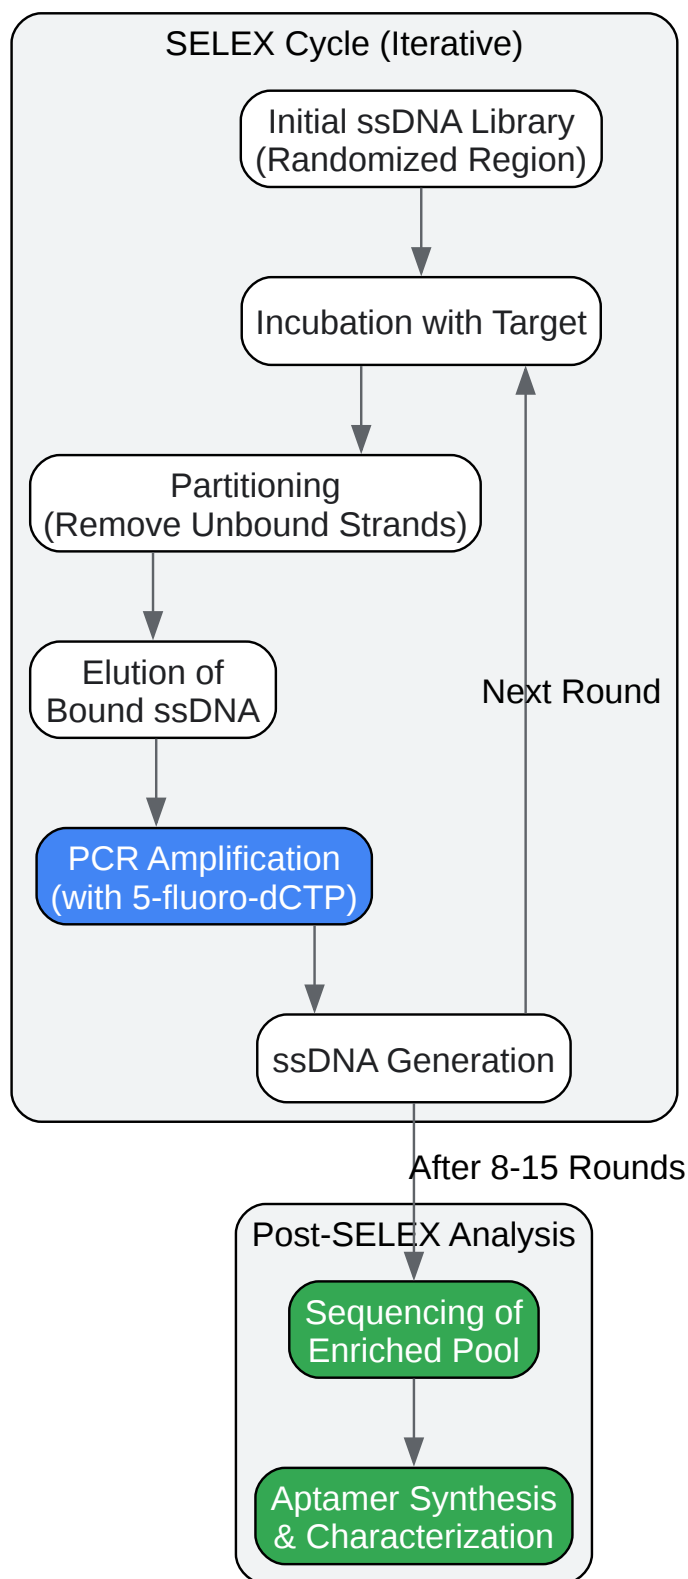 SELEX Cycle (Iterative)
Initial ssDNA Library
(Randomized Region)
Incubation with Target
Partitioning
(Remove Unbound Strands)
Elution of
Bound ssDNA
Next Round
PCR Amplification
(with 5-fluoro-dCTP)
ssDNA Generation
After 8-15 Rounds
Post-SELEX Analysis
Sequencing of
Enriched Pool
Aptamer Synthesis
& Characterization